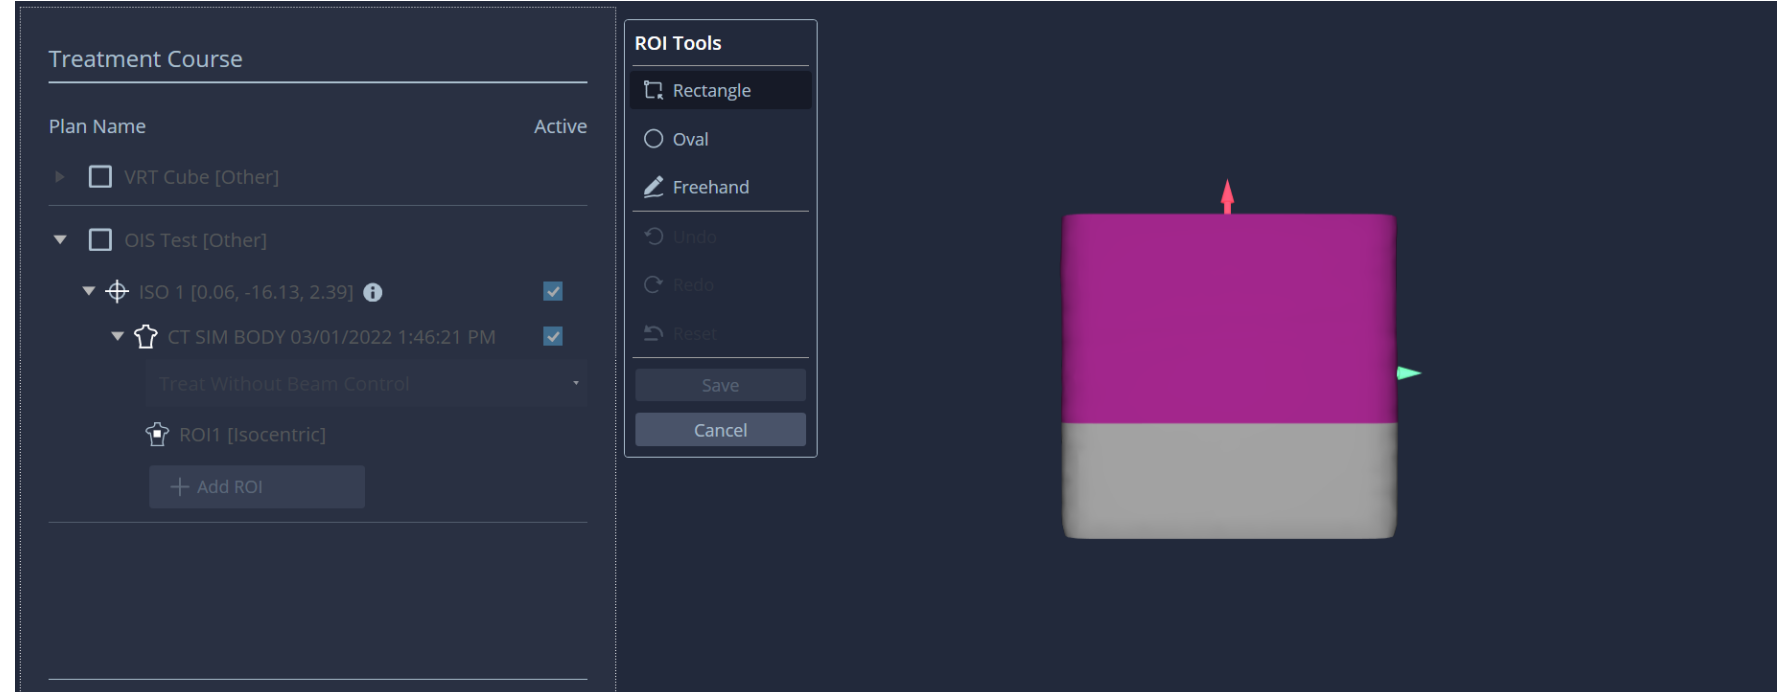 Treatment Course
Plan Name
Active
VRT Cube [Other]
OIS Test [Other]
ISO 1 [0.06, -16.13, 2.39]
CT SIM BODY 03/01/2022 1:46:21 PM
Treat Without Beam Control
ROI1 [Isocentric]
Add ROI
ROI Tools
Rectangle
Oval
Freehand
Undo
Redo
Reset
Save
Cancel